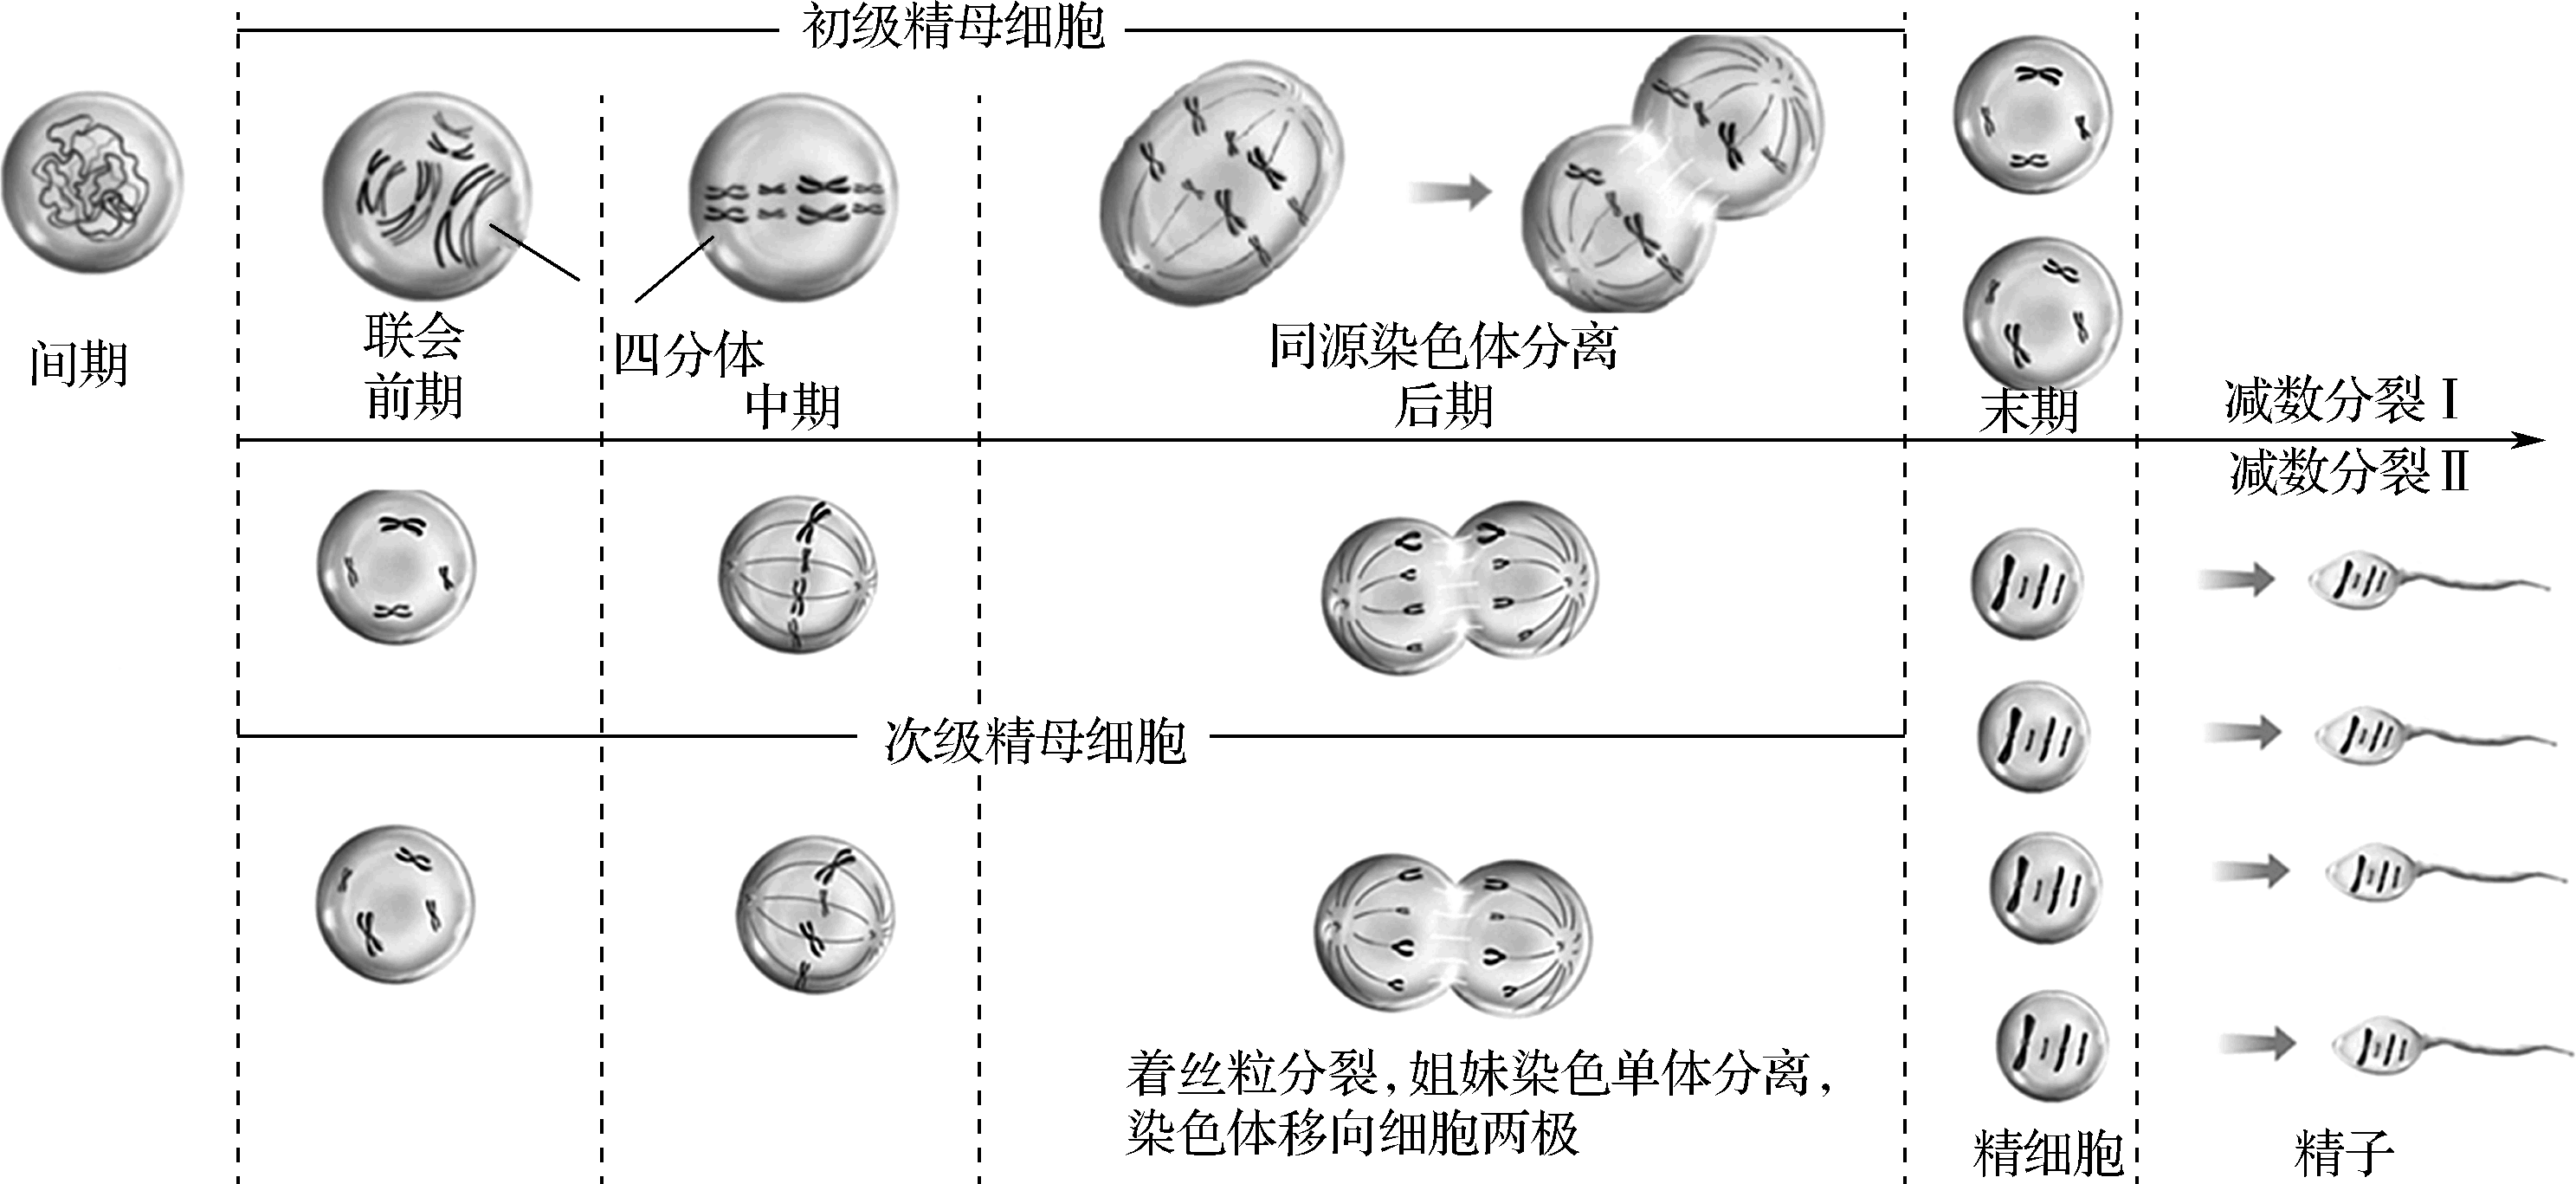 初级精母细胞
间期
联会
前期
四分体
中期
同源染色体分离
后期
末期
减数分裂Ⅰ
减数分裂Ⅱ
次级精母细胞
着丝粒分裂,姐妹染色单体分离,
染色体移向细胞两极
精细胞
精子